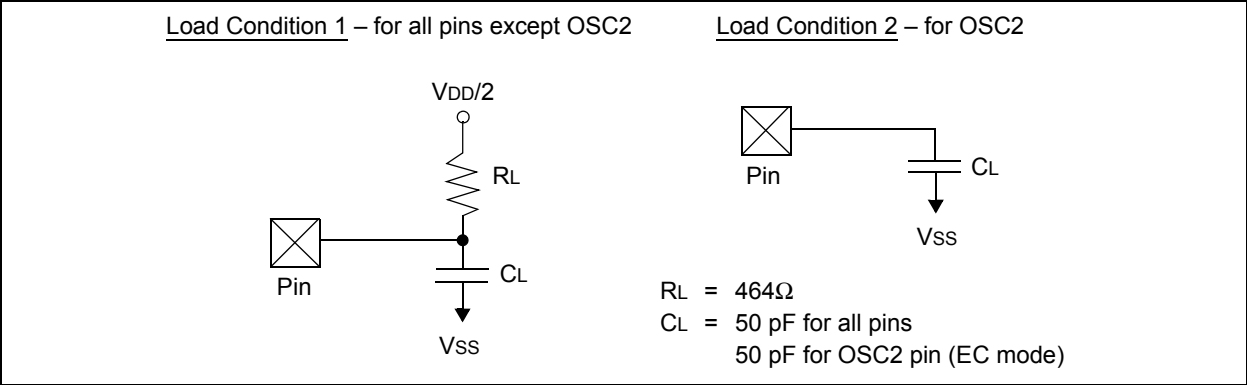 Load Condition 1 – for all pins except OSC2
Load Condition 2 – for OSC2
VDD/2
RL
Pin
CL
VSS
Pin
CL
VSS
RL = 464Ω
CL = 50 pF for all pins
50 pF for OSC2 pin (EC mode)